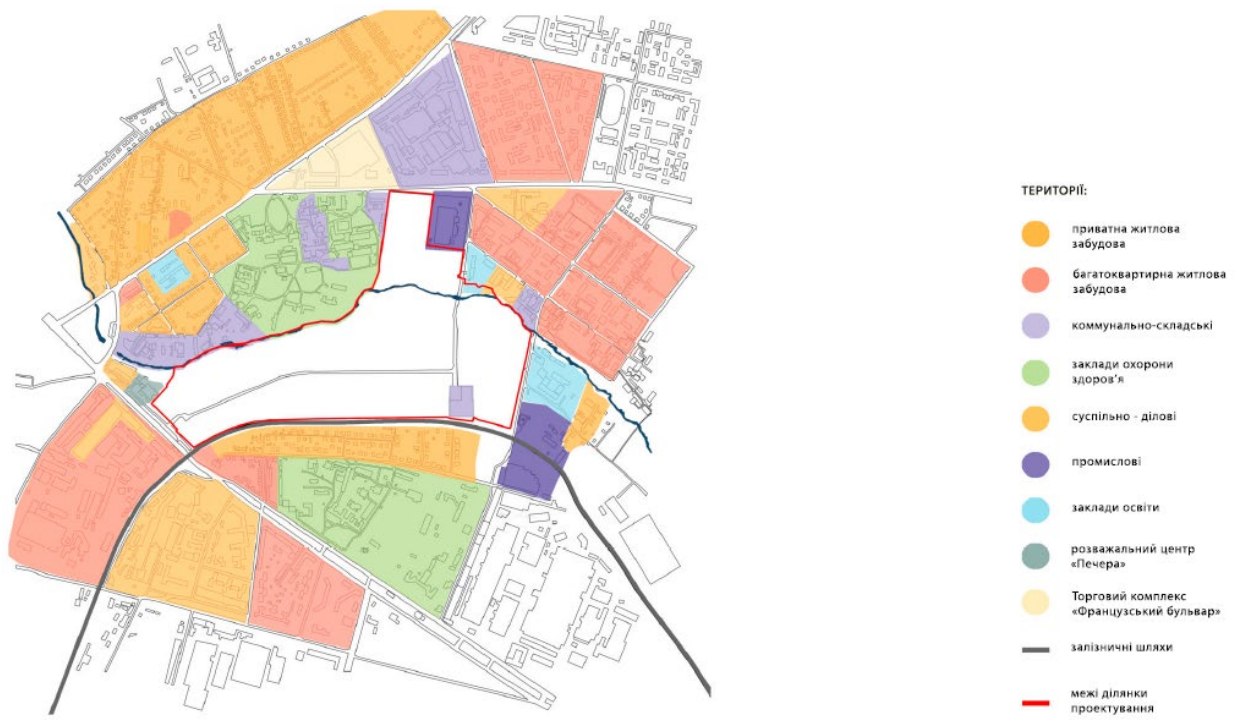 ТЕРИТОРІЇ:
приватна житлова
забудова
багатоквартирна житлова
забудова
коммунально-складські
заклади охорони
здоров'я
суспільно - ділові
промислові
заклади освіти
розважальний центр
«Печера»
Торговий комплекс
«Французський бульвар»
залізничні шляхи
межі ділянки
проектування